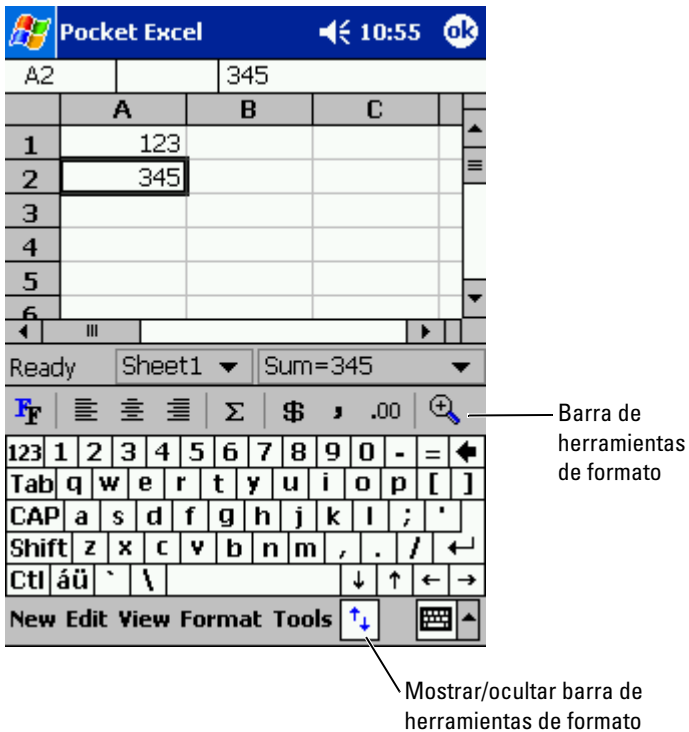 Pocket Excel 10:55 ok
A2 345
A B C
1 123
2 345
3
4
5
6
Ready Sheet1 Sum=345
FF Σ $ , .00
Barra de
herramientas
de formato
123 1 2 3 4 5 6 7 8 9 0 - = ←
Tab q w e r t y u i o p [ ]
CAP a s d f g h j k l ; '
Shift z x c v b n m , . / ↵
Ctl áü ` \ ↓ ↑ ← →
New Edit View Format Tools
Mostrar/ocultar barra de
herramientas de formato